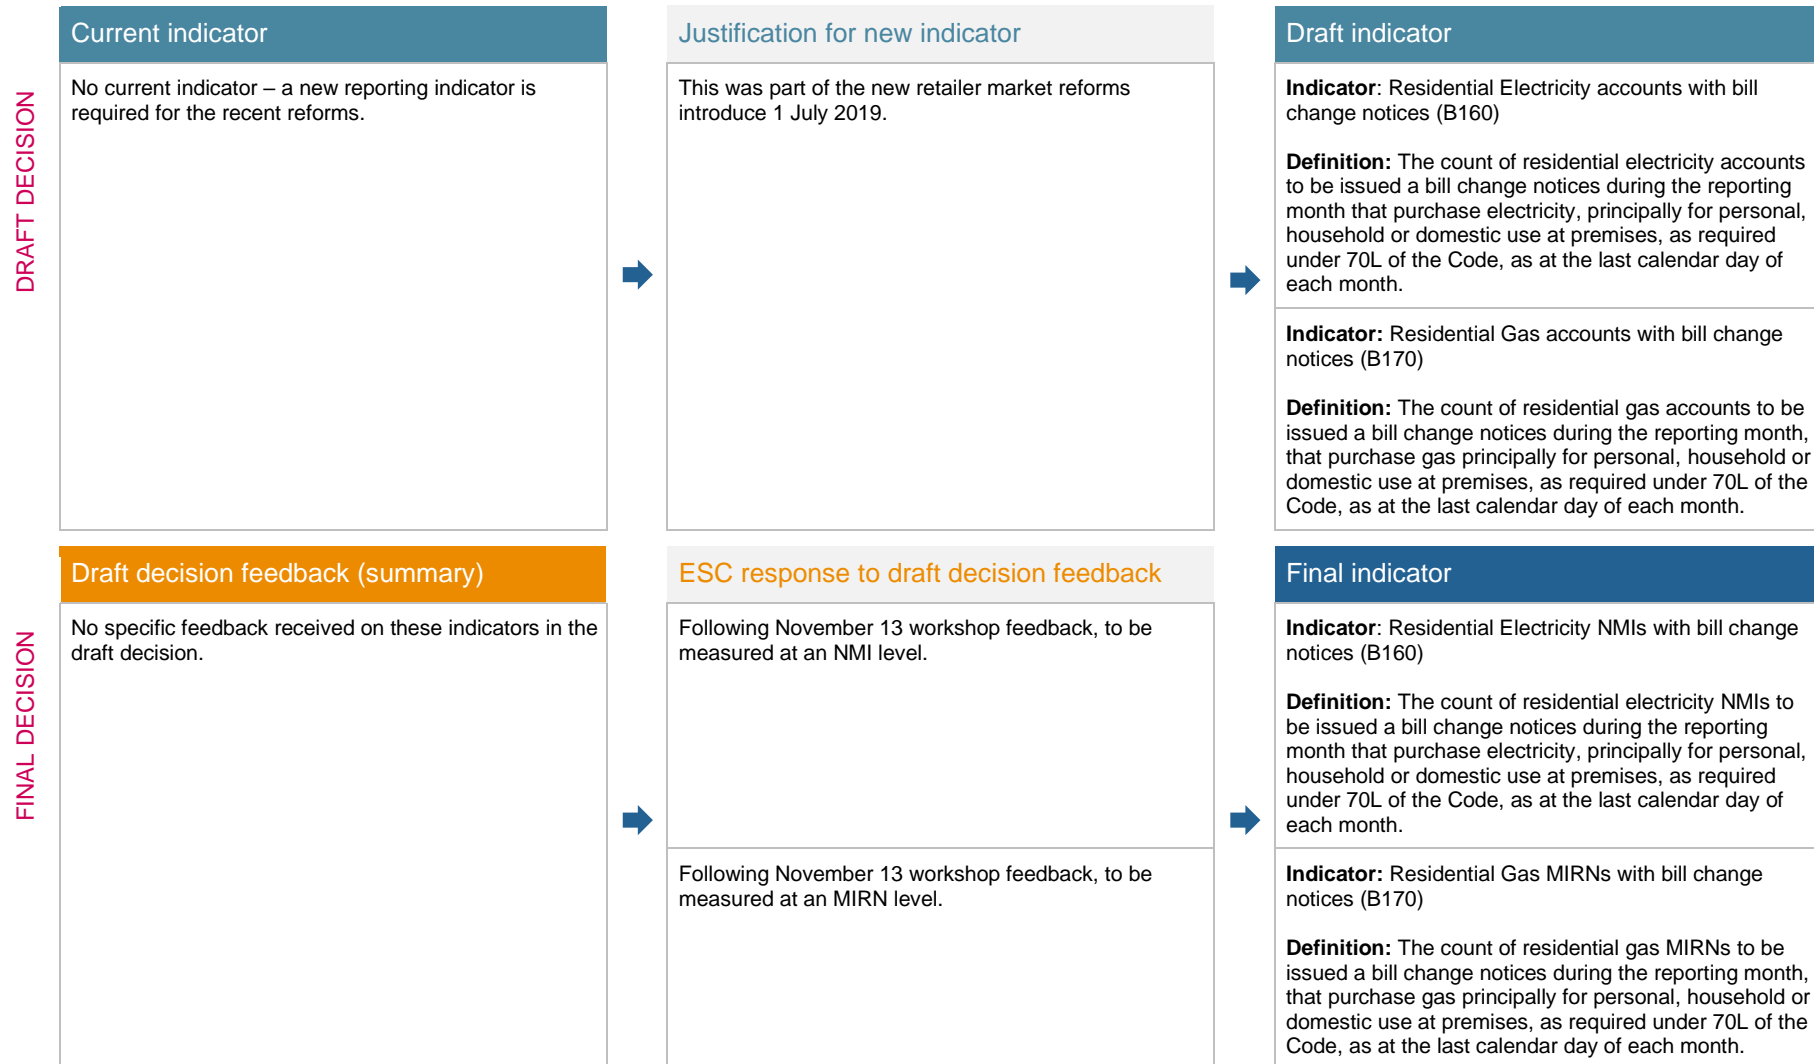 DRAFT DECISION
Current indicator
No current indicator – a new reporting indicator is
required for the recent reforms.
Justification for new indicator
This was part of the new retailer market reforms
introduce 1 July 2019.
Draft indicator
Indicator: Residential Electricity accounts with bill
change notices (B160)
Definition: The count of residential electricity accounts
to be issued a bill change notices during the reporting
month that purchase electricity, principally for personal,
household or domestic use at premises, as required
under 70L of the Code, as at the last calendar day of
each month.
Indicator: Residential Gas accounts with bill change
notices (B170)
Definition: The count of residential gas accounts to be
issued a bill change notices during the reporting month,
that purchase gas principally for personal, household or
domestic use at premises, as required under 70L of the
Code, as at the last calendar day of each month.
FINAL DECISION
Draft decision feedback (summary)
No specific feedback received on these indicators in the
draft decision.
ESC response to draft decision feedback
Following November 13 workshop feedback, to be
measured at an NMI level.
Following November 13 workshop feedback, to be
measured at an MIRN level.
Final indicator
Indicator: Residential Electricity NMIs with bill change
notices (B160)
Definition: The count of residential electricity NMIs to
be issued a bill change notices during the reporting
month that purchase electricity, principally for personal,
household or domestic use at premises, as required
under 70L of the Code, as at the last calendar day of
each month.
Indicator: Residential Gas MIRNs with bill change
notices (B170)
Definition: The count of residential gas MIRNs to be
issued a bill change notices during the reporting month,
that purchase gas principally for personal, household or
domestic use at premises, as required under 70L of the
Code, as at the last calendar day of each month.